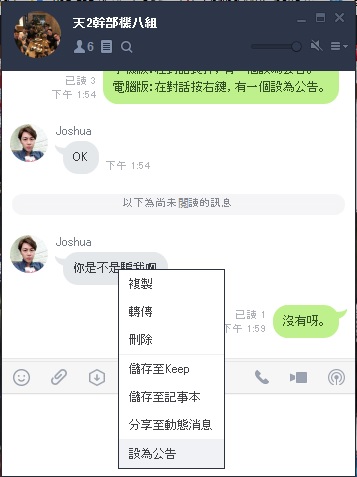 天2幹部機八組
6
電腦版:在對話按右鍵, 有一個設為公告。
已讀 3
下午 1:54
Joshua
OK
下午 1:54
以下為尚未閱讀的訊息
Joshua
你是不是騙我啊
已讀 1
下午 1:59
沒有呀。
複製
轉傳
刪除
儲存至Keep
儲存至記事本
分享至動態消息
設為公告